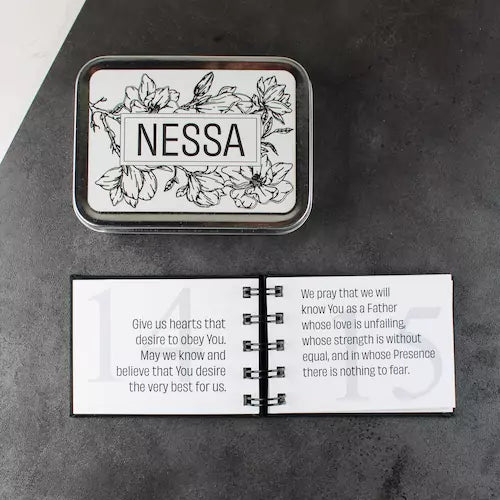 NESSA
14
Give us hearts that
desire to obey You.
May we know and
believe that You desire
the very best for us.
15
We pray that we will
know You as a Father
whose love is unfailing,
whose strength is without
equal, and in whose Presence
there is nothing to fear.